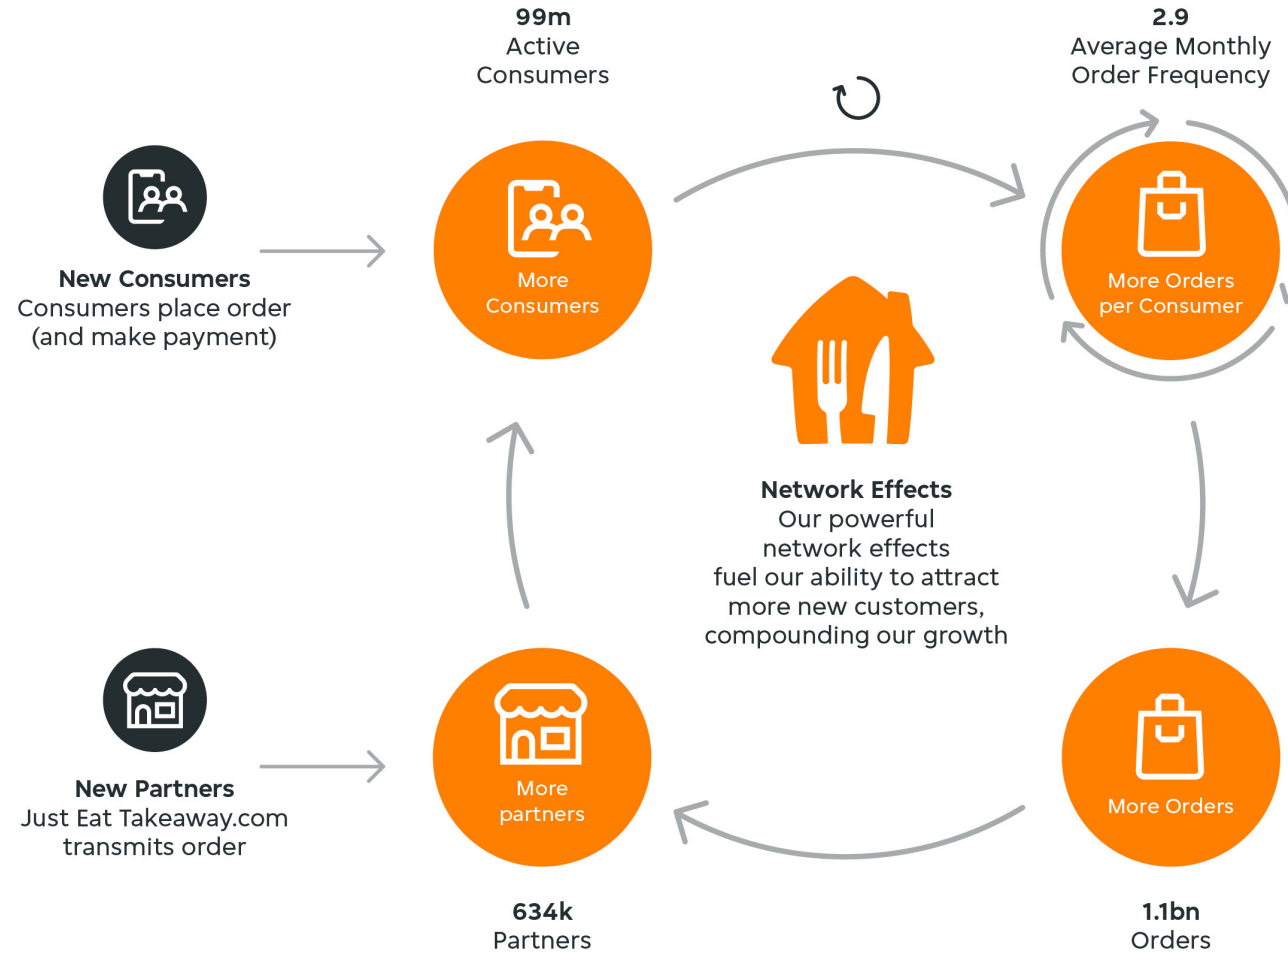 99m
Active
Consumers
2.9
Average Monthly
Order Frequency
New Consumers
Consumers place order
(and make payment)
More
Consumers
More Orders
per Consumer
Network Effects
Our powerful
network effects
fuel our ability to attract
more new customers,
compounding our growth
New Partners
Just Eat Takeaway.com
transmits order
More
partners
More Orders
634k
Partners
1.1bn
Orders